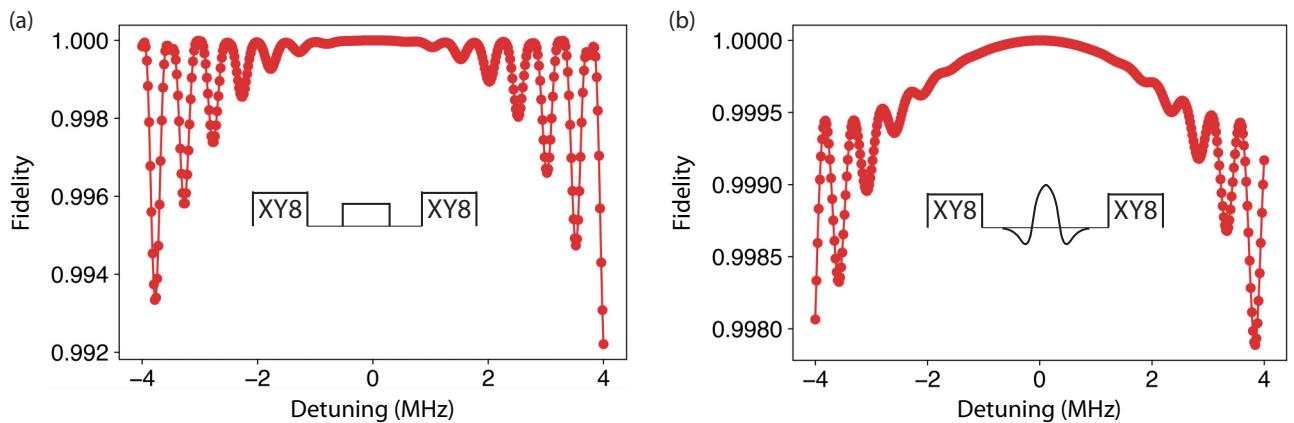 (a)
1.000
0.998
0.996
0.994
0.992
Fidelity
XY8 XY8
−4 −2 0 2 4
Detuning (MHz)
(b)
1.0000
0.9995
0.9990
0.9985
0.9980
Fidelity
XY8 XY8
−4 −2 0 2 4
Detuning (MHz)